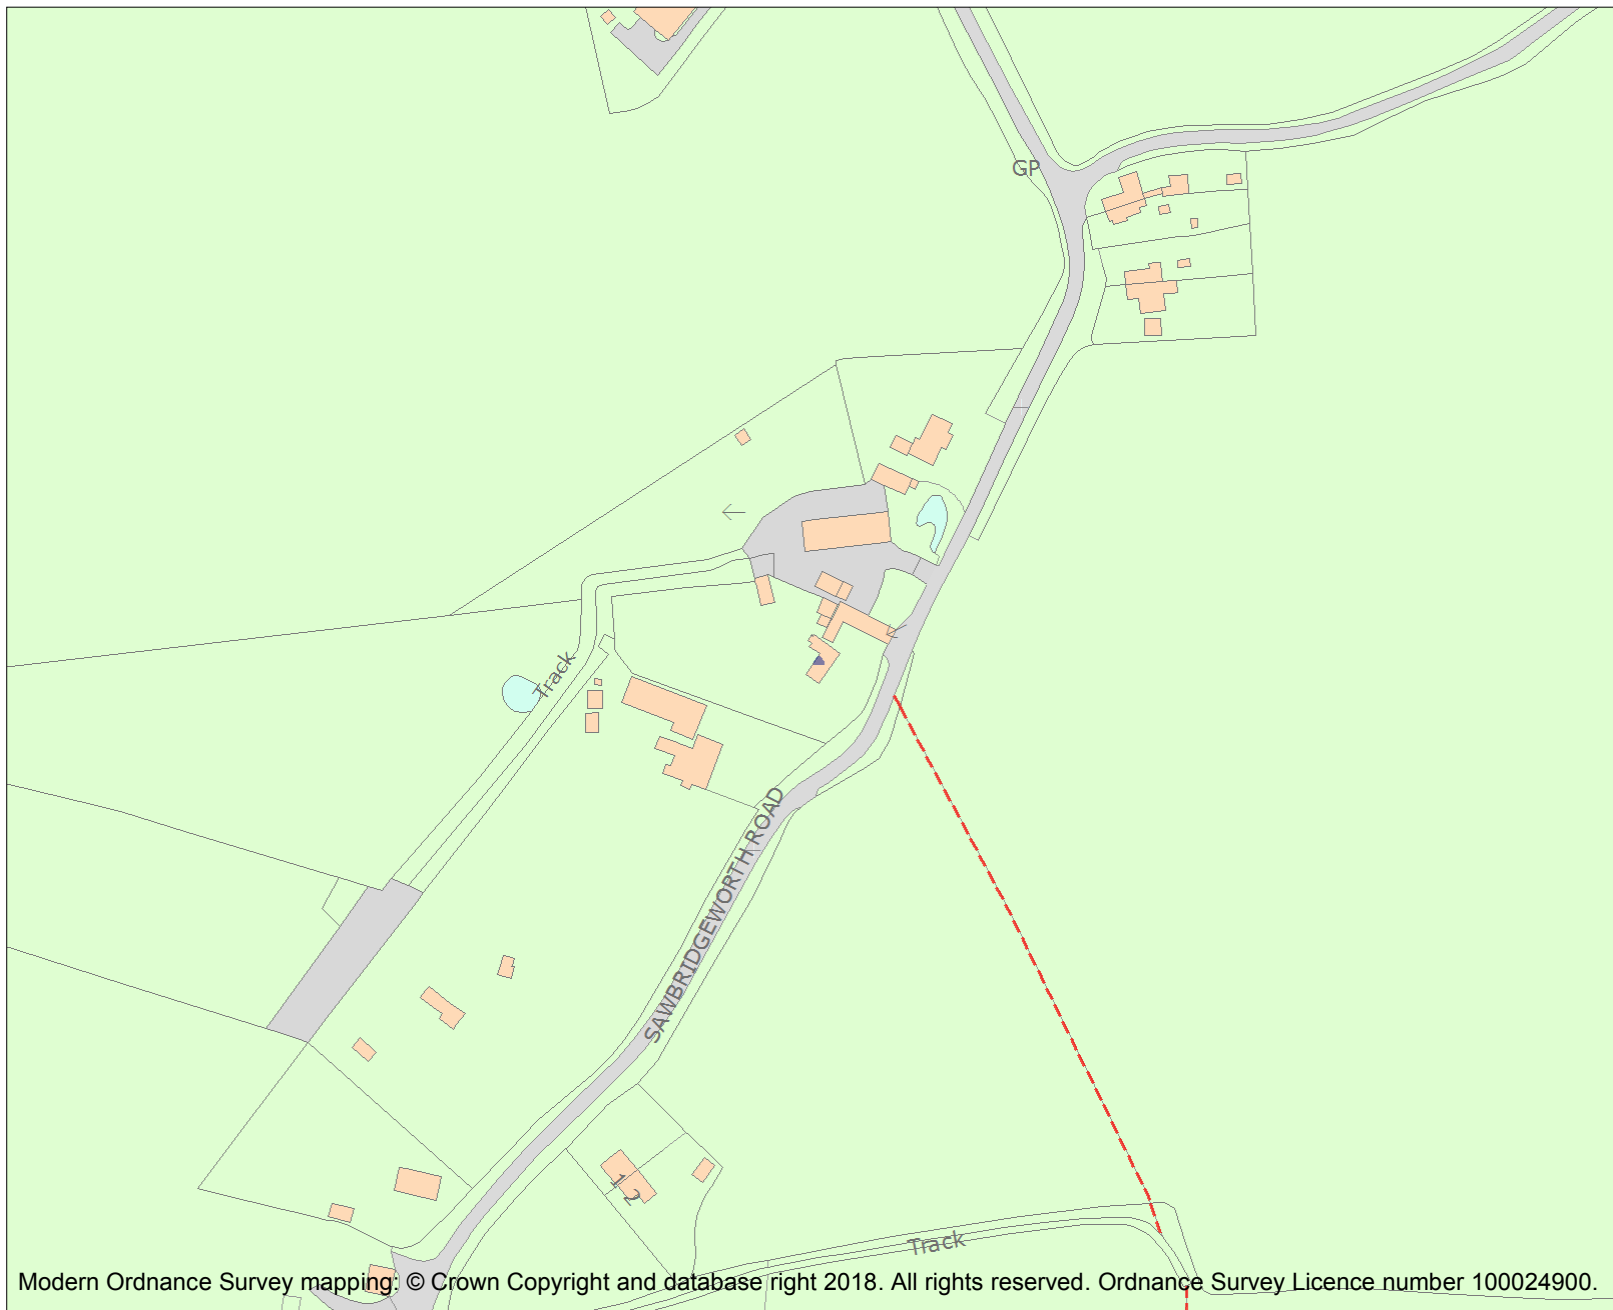 GP
Track
SAWBRIDGEWORTH ROAD
1
2
Track
Modern Ordnance Survey mapping: © Crown Copyright and database right 2018. All rights reserved. Ordnance Survey Licence number 100024900.